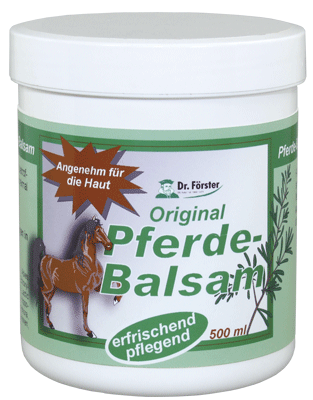 Angenehm für
die Haut
Dr. Förster
Original
Pferde-
Balsam
erfrischend
pflegend
500 ml
Balsam
Pferde-